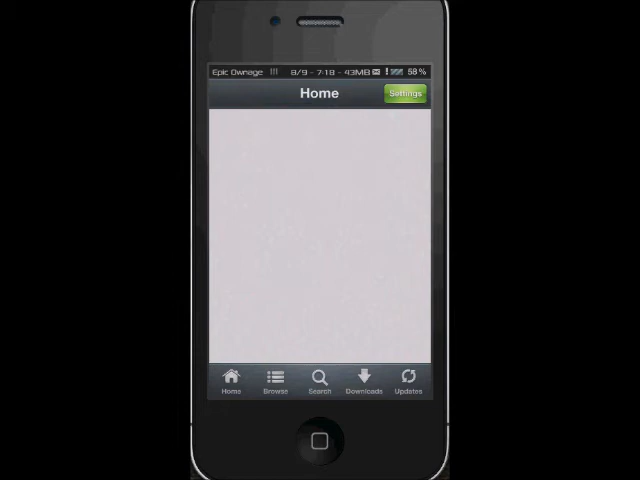 Epic Ownage 8/9 - 7:18 - 43MB ! 58%
Home Settings
Home Browse Search Downloads Updates